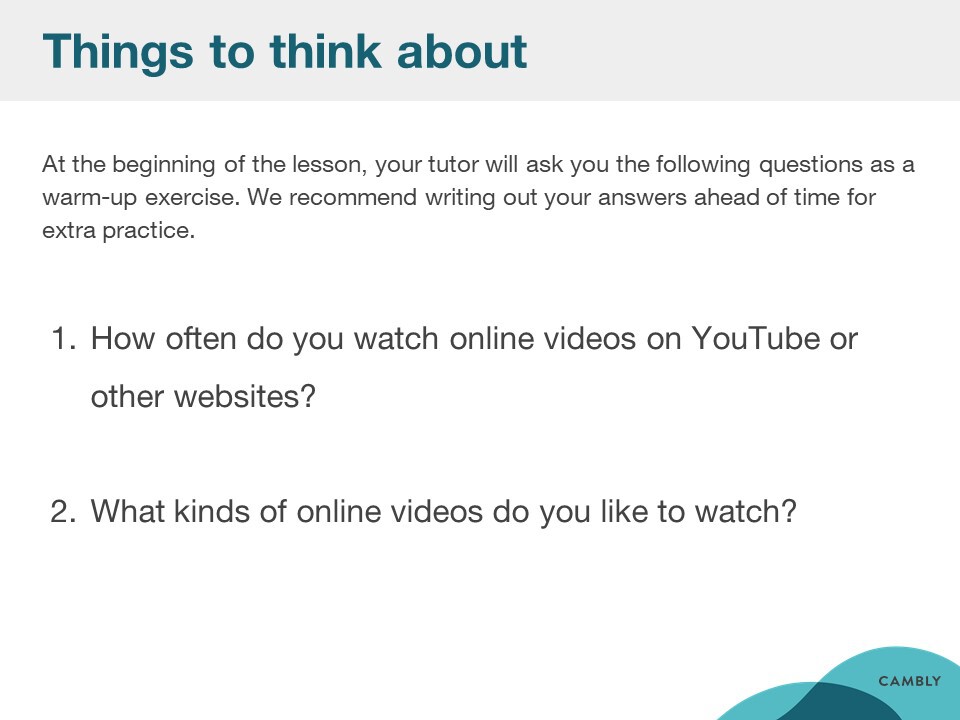 Things to think about
At the beginning of the lesson, your tutor will ask you the following questions as a
warm-up exercise. We recommend writing out your answers ahead of time for
extra practice.
1. How often do you watch online videos on YouTube or
other websites?
2. What kinds of online videos do you like to watch?
CAMBLY